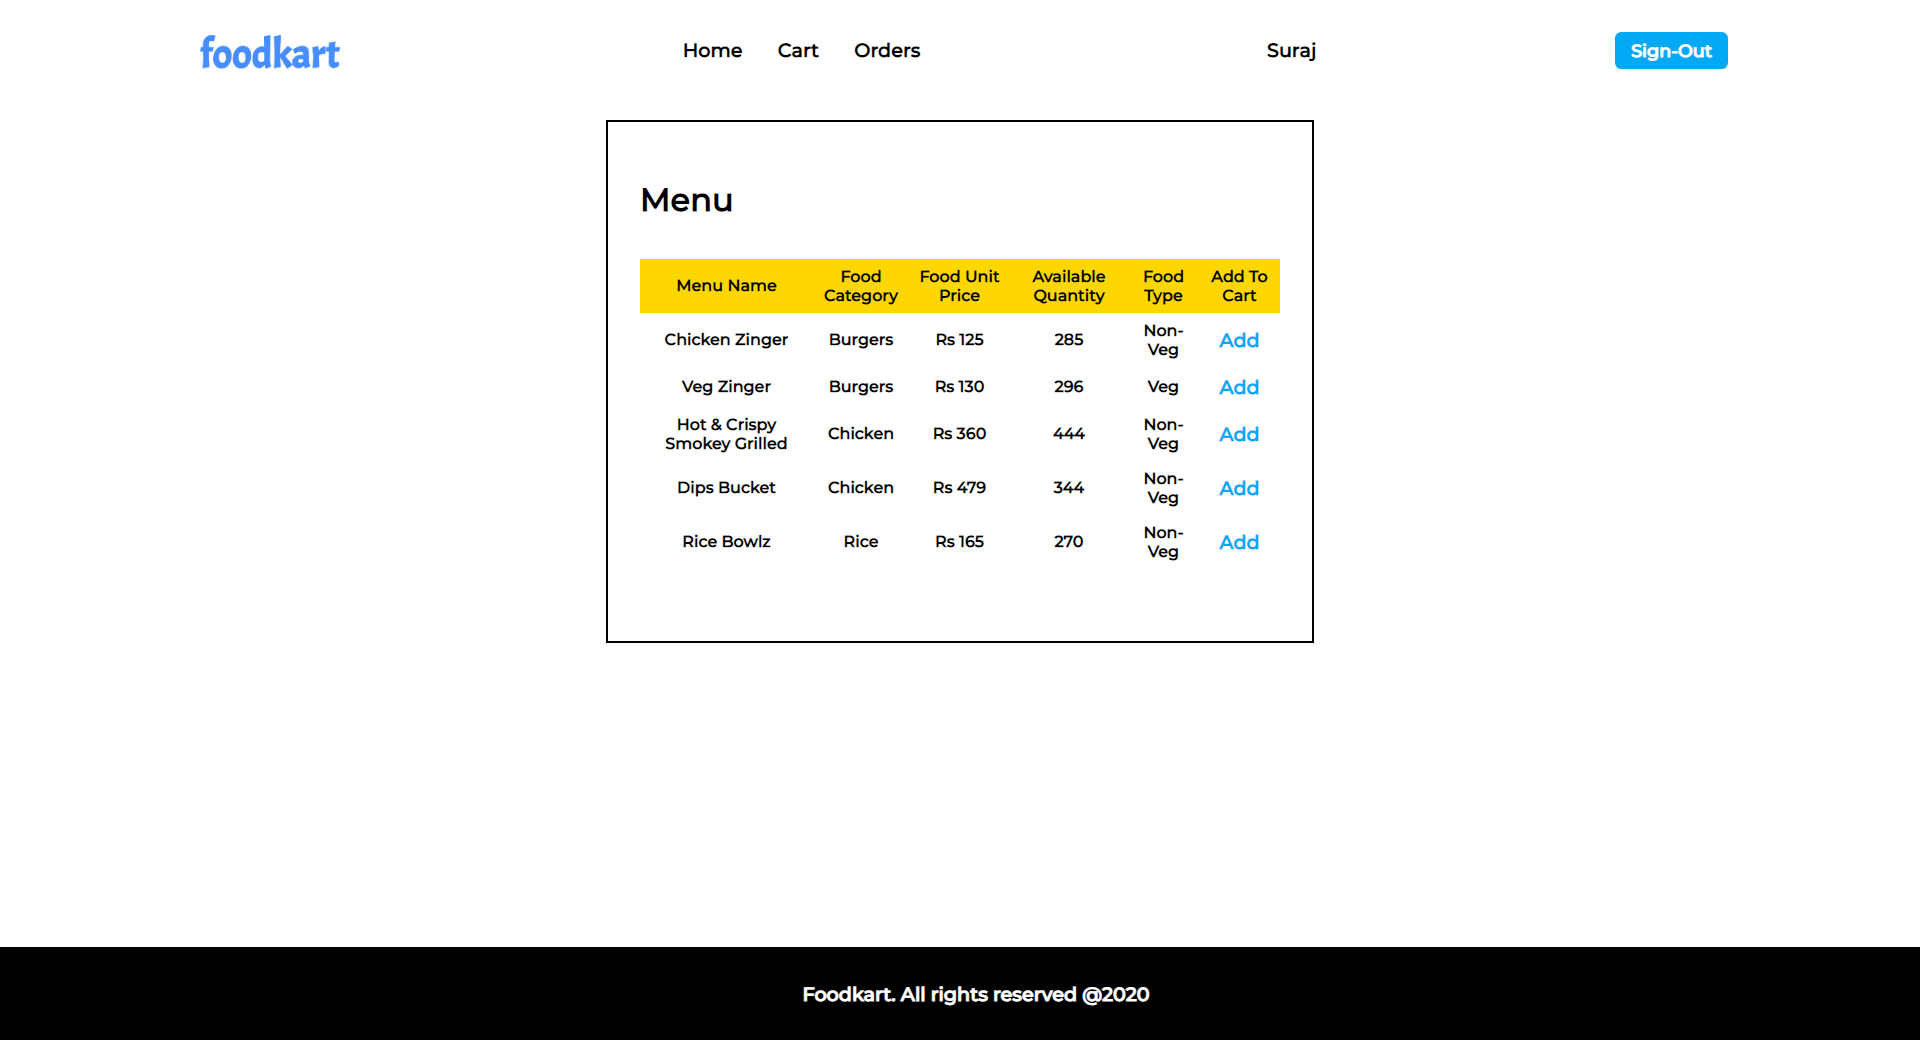 foodkart
Home Cart Orders
Suraj
Sign-Out
Menu
Menu Name
Food
Category
Food Unit
Price
Available
Quantity
Food
Type
Add To
Cart
Chicken Zinger
Burgers
Rs 125
285
Non-
Veg
Add
Veg Zinger
Burgers
Rs 130
296
Veg
Add
Hot & Crispy
Smokey Grilled
Chicken
Rs 360
444
Non-
Veg
Add
Dips Bucket
Chicken
Rs 479
344
Non-
Veg
Add
Rice Bowlz
Rice
Rs 165
270
Non-
Veg
Add
Foodkart. All rights reserved @2020